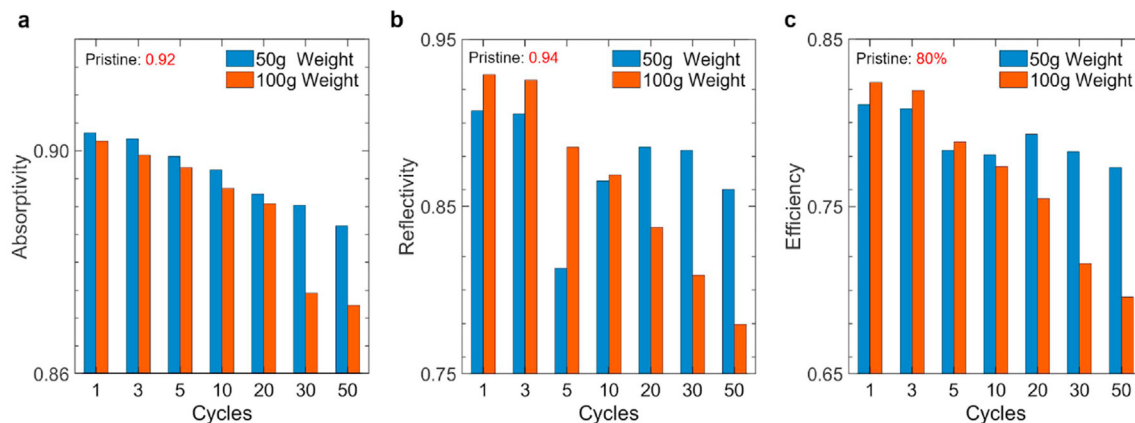 a
Pristine: 0.92
50g Weight
100g Weight
0.90
0.86
Absorptivity
1 3 5 10 20 30 50
Cycles
b
0.95
Pristine: 0.94
50g Weight
100g Weight
0.85
0.75
Reflectivity
1 3 5 10 20 30 50
Cycles
c
0.85
Pristine: 80%
50g Weight
100g Weight
0.75
0.65
Efficiency
1 3 5 10 20 30 50
Cycles